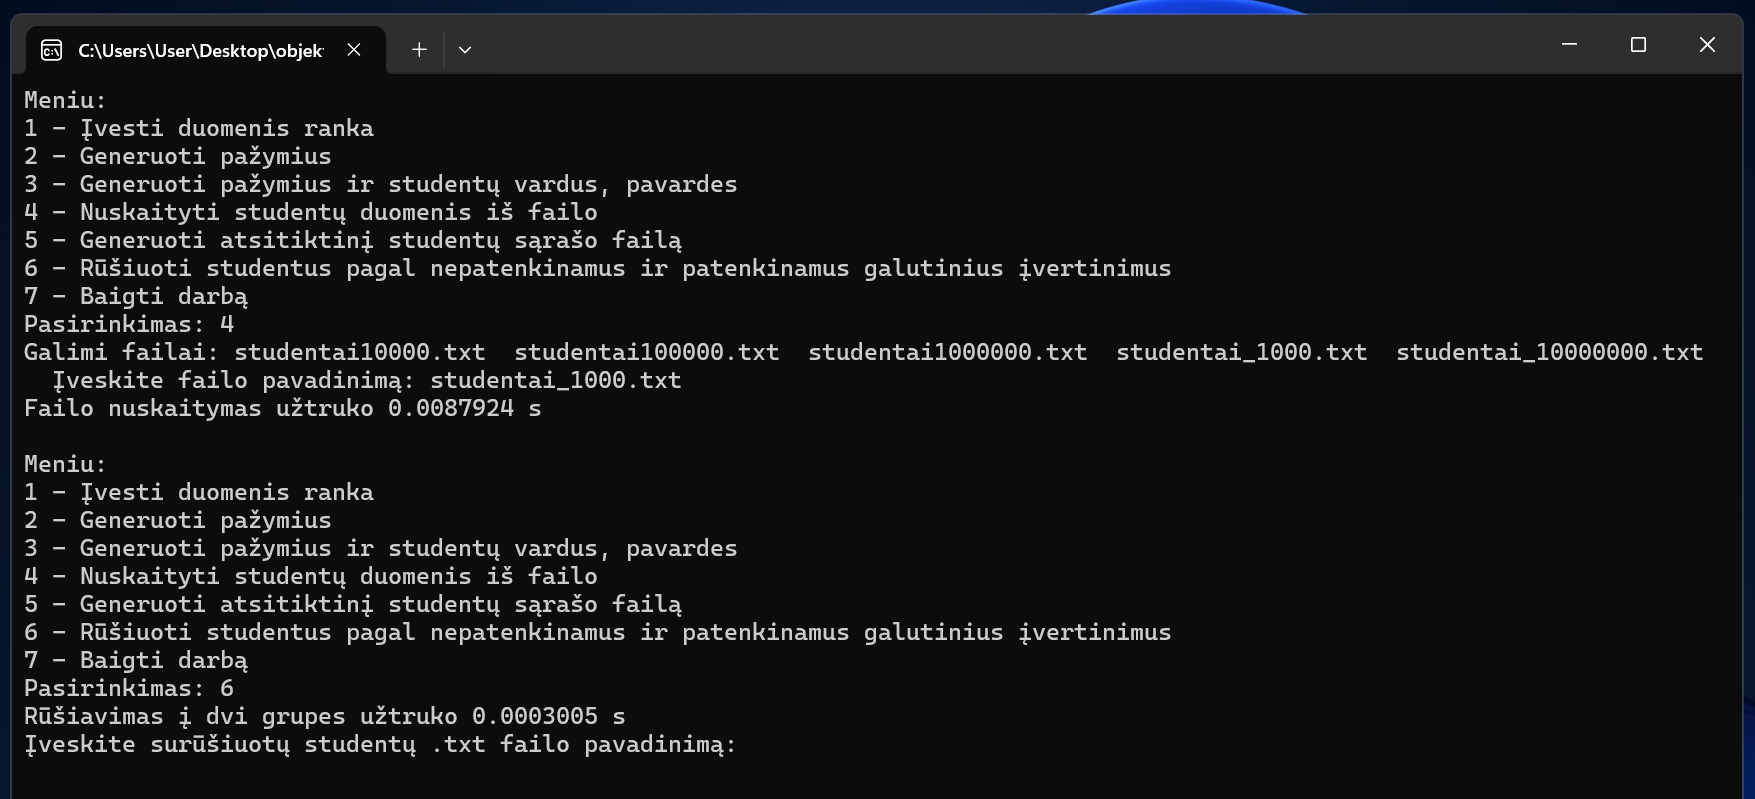 C:\Users\User\Desktop\objek
Meniu:
1 - Įvesti duomenis ranka
2 - Generuoti pažymius
3 - Generuoti pažymius ir studentų vardus, pavardes
4 - Nuskaityti studentų duomenis iš failo
5 - Generuoti atsitiktinį studentų sąrašo failą
6 - Rūšiuoti studentus pagal nepatenkinamus ir patenkinamus galutinius įvertinimus
7 - Baigti darbą
Pasirinkimas: 4
Galimi failai: studentai10000.txt  studentai100000.txt  studentai1000000.txt  studentai_1000.txt  studentai_10000000.txt
  Įveskite failo pavadinimą: studentai_1000.txt
Failo nuskaitymas užtruko 0.0087924 s
Meniu:
1 - Įvesti duomenis ranka
2 - Generuoti pažymius
3 - Generuoti pažymius ir studentų vardus, pavardes
4 - Nuskaityti studentų duomenis iš failo
5 - Generuoti atsitiktinį studentų sąrašo failą
6 - Rūšiuoti studentus pagal nepatenkinamus ir patenkinamus galutinius įvertinimus
7 - Baigti darbą
Pasirinkimas: 6
Rūšiavimas į dvi grupes užtruko 0.0003005 s
Įveskite surūšiuotų studentų .txt failo pavadinimą: